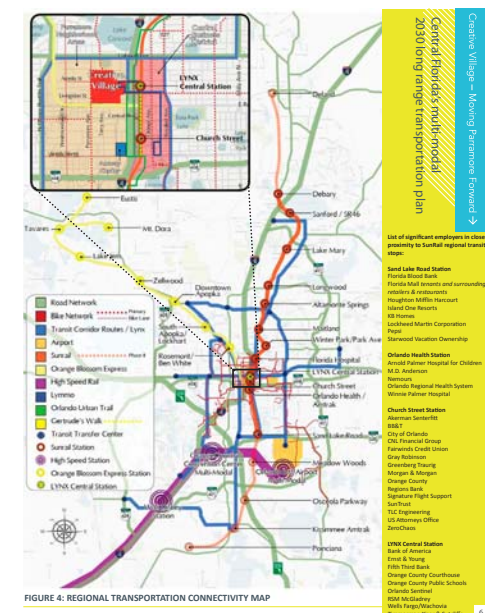 Creative Village – Moving Parramore Forward →
Central Florida's multi-modal
2030 long range transportation plan
Creative
Village
LYNX
Central Station
Church Street
Deland
Debary
Sanford / SR46
Lake Mary
Longwood
Altamonte Springs
Maitland
Winter Park/Park Ave
Florida Hospital
LYNX Central Station
Church Street
Orlando Health /
Amtrak
Sand Lake Road
Meadow Woods
Osceola Parkway
Kissimmee Amtrak
Poinciana
Eustis
Tavares
Mt. Dora
Zellwood
Downtown
Apopka
South
Apopka/
Lockhart
Rosemont/
Ben White
Road Network
Bike Network
Primary
Bike Lane
Transit Corridor Routes / Lynx
Airport
Sunrail
Phase II
Orange Blossom Express
High Speed Rail
Lymmo
Orlando Urban Trail
Gertrude's Walk
Transit Transfer Center
Sunrail Station
High Speed Station
Orange Blossom Express Station
LYNX Central Station
FIGURE 4: REGIONAL TRANSPORTATION CONNECTIVITY MAP
List of significant employers in close
proximity to SunRail regional transit
stops:
Sand Lake Road Station
Florida Blood Bank
Florida Mall tenants and surrounding
retailers & restaurants
Houghton Mifflin Harcourt
Island One Resorts
KB Homes
Lockheed Martin Corporation
Pepsi
Starwood Vacation Ownership
Orlando Health Station
Arnold Palmer Hospital for Children
M.D. Anderson
Nemours
Orlando Regional Health System
Winnie Palmer Hospital
Church Street Station
Akerman Senterfitt
BB&T
City of Orlando
CNL Financial Group
Fairwinds Credit Union
Gray Robinson
Greenberg Traurig
Morgan & Morgan
Orange County
Regions Bank
Signature Flight Support
SunTrust
TLC Engineering
US Attorneys Office
ZeroChaos
LYNX Central Station
Bank of America
Ernst & Young
Fifth Third Bank
Orange County Courthouse
Orange County Public Schools
Orlando Sentinel
RSM McGladrey
Wells Fargo/Wachovia
6